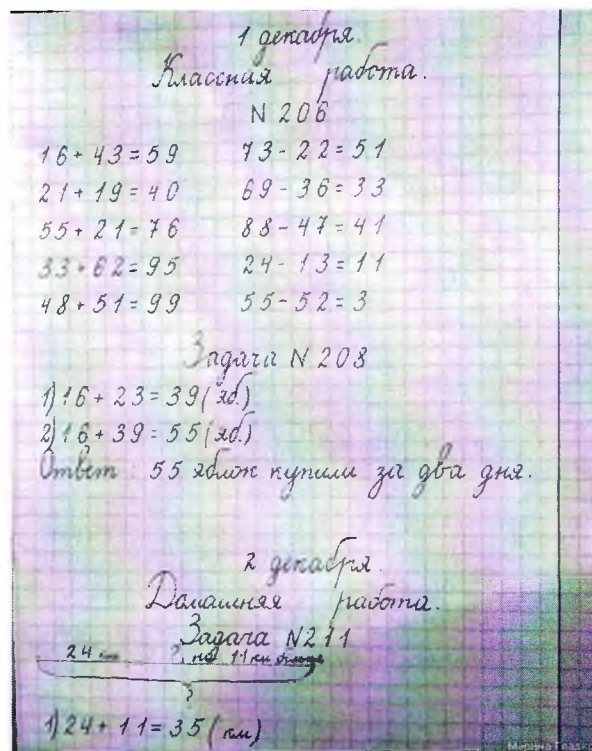 1 декабря.
Классная работа.
N 206
16 + 43 = 59 73 - 22 = 51
21 + 19 = 40 69 - 36 = 33
55 + 21 = 76 88 - 47 = 41
33 + 62 = 95 24 - 13 = 11
48 + 51 = 99 55 - 52 = 3
Задача N 208
1) 16 + 23 = 39 (яб.)
2) 16 + 39 = 55 (яб.)
Ответ: 55 яблок купили за два дня.
2 декабря.
Домашняя работа.
Задача N 211
24 км ?, на 11 км больше
?
1) 24 + 11 = 35 (км)